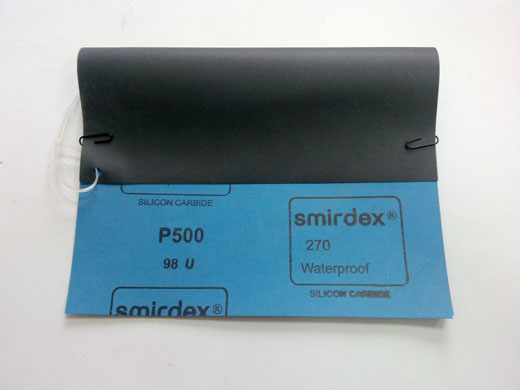 SILICON CARBIDE
P500
98 U
smirdex®
270
Waterproof
SILICON CARBIDE
smirdex®